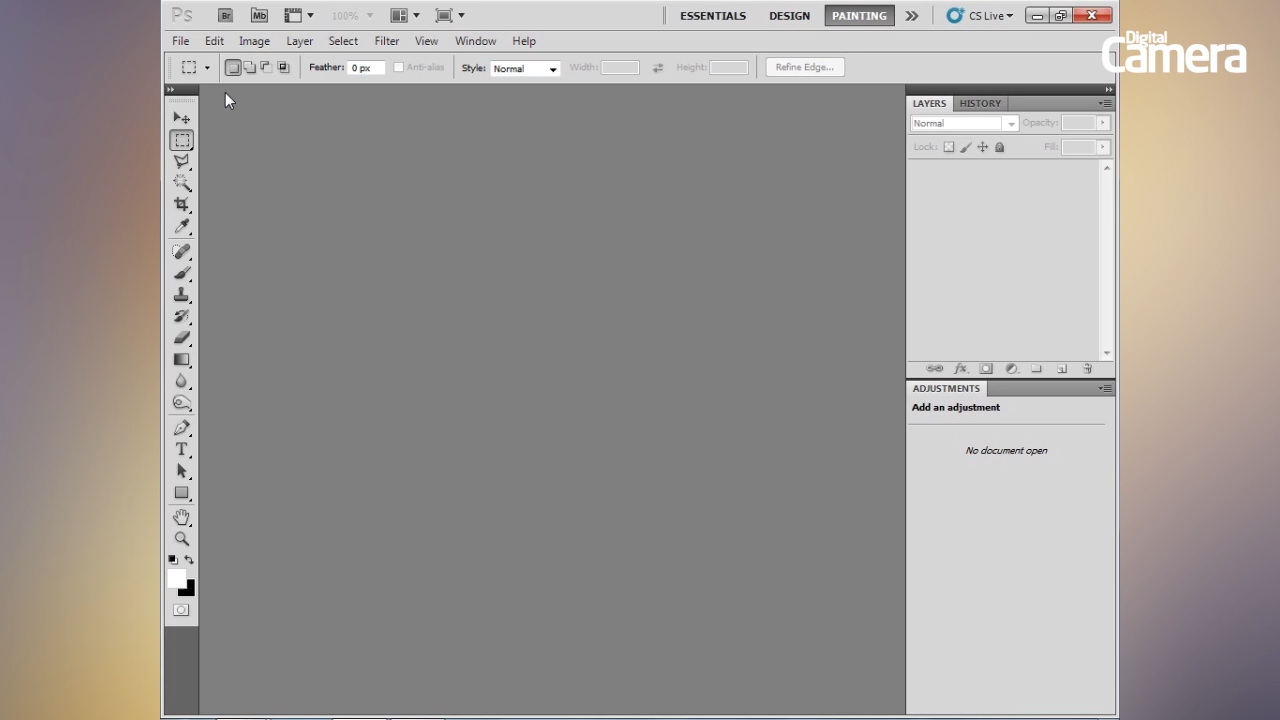 Ps Br Mb 100% ESSENTIALS DESIGN PAINTING CS Live
Digital
Camera
File Edit Image Layer Select Filter View Window Help
Feather: 0 px Anti-alias Style: Normal Width: Height: Refine Edge...
LAYERS HISTORY
Normal Opacity:
Lock: Fill:
fx
T
ADJUSTMENTS
Add an adjustment
No document open